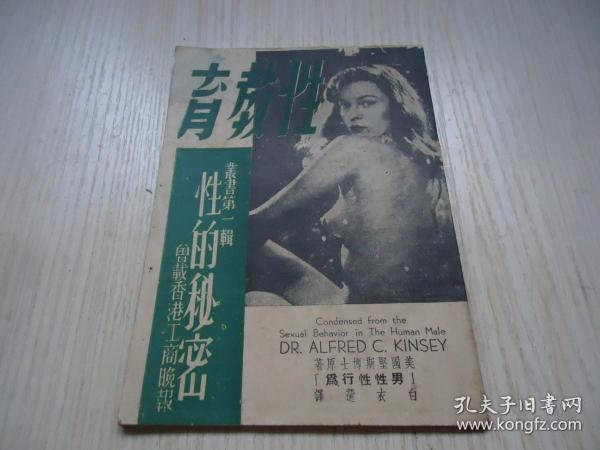 性教育
叢書第一輯
性的秘密
曾載香港工商晚報
Condensed from the
Sexual Behavior in The Human Male
DR. ALFRED C. KINSEY
美國堅斯博士原著
「男性性行為」
白衣選譯
孔夫子旧书网
www.kongfz.com